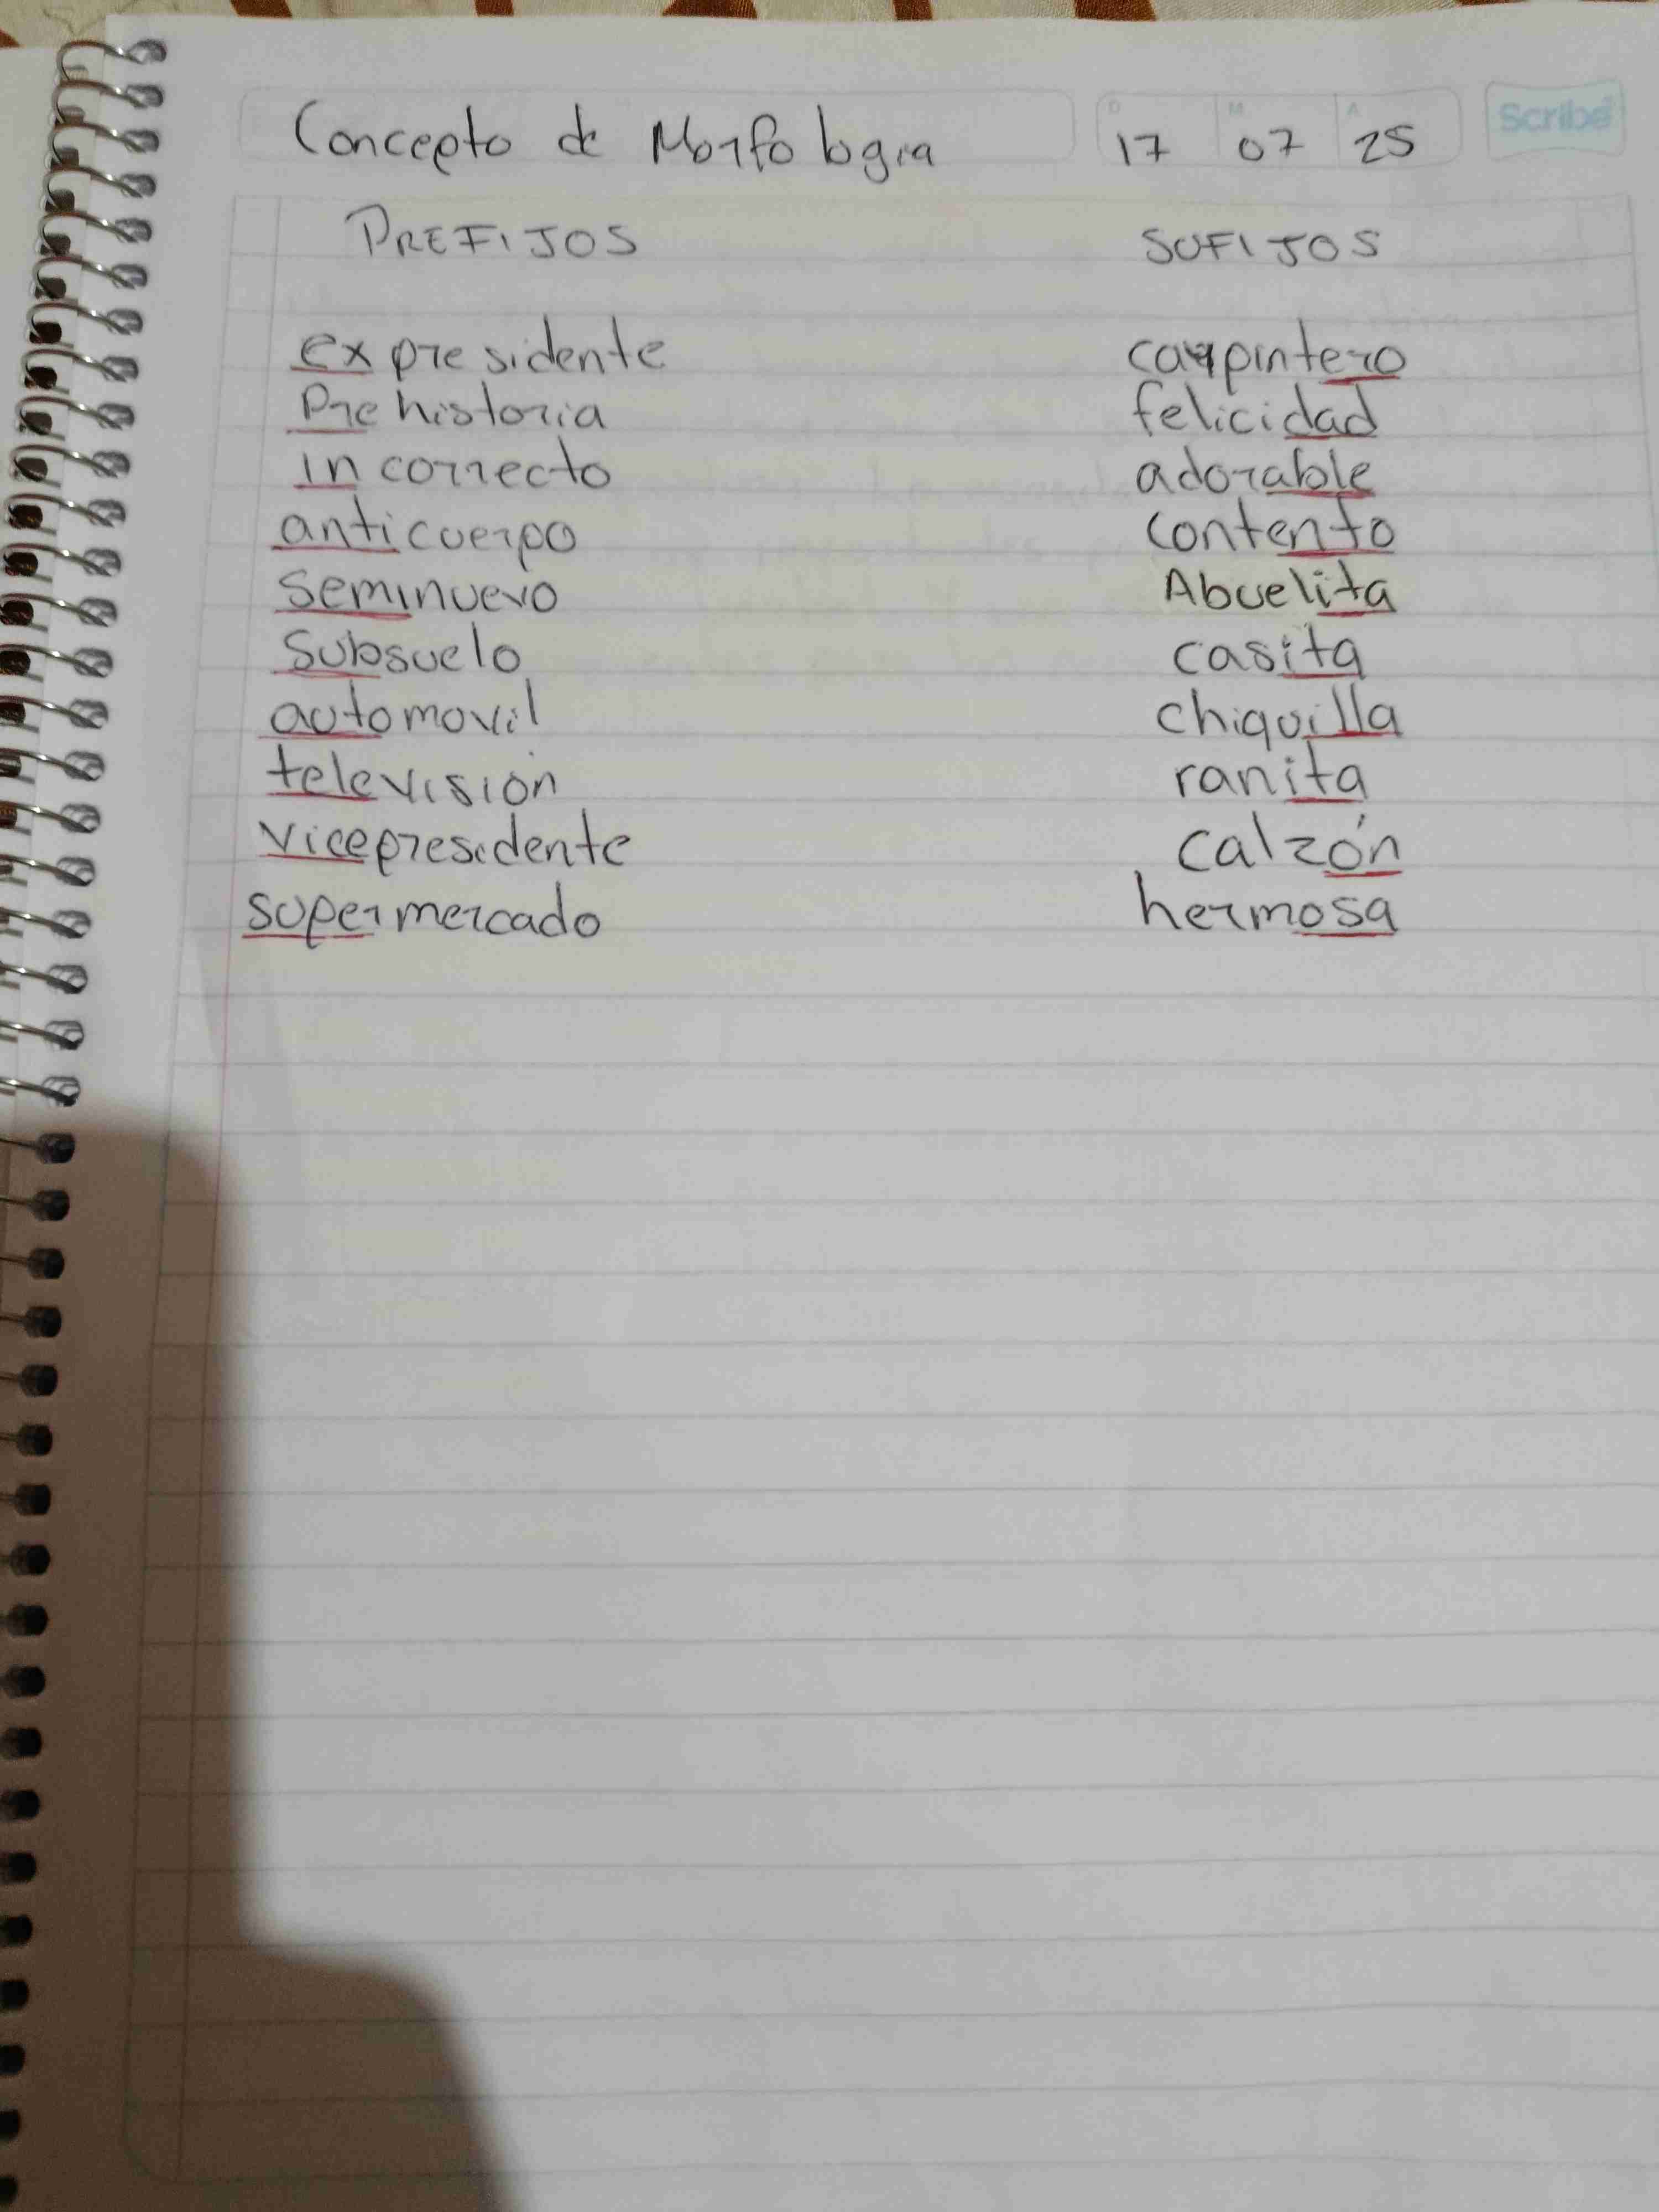 Concepto de Morfologia
D M A
17 07 25
Scribe
PREFIJOS SUFIJOS
expresidente carpintero
Prehistoria felicidad
incorrecto adorable
anticuerpo contento
Seminuevo Abuelita
Subsuelo casita
automovil chiquilla
televisión ranita
vicepresidente calzón
supermercado hermosa